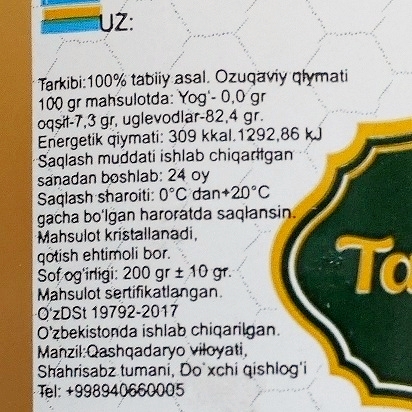 UZ:
Tarkibi:100% tabiiy asal. Ozuqaviy qiymati
100 gr mahsulotda: Yog'- 0,0 gr
oqsil-7,3 gr, uglevodlar-82,4 gr.
Energetik qiymati: 309 kkal.1292,86 kJ
Saqlash muddati ishlab chiqarilgan
sanadan boshlab: 24 oy
Saqlash sharoiti: 0°C dan+20°C
gacha bo'lgan haroratda saqlansin.
Mahsulot kristallanadi,
qotish ehtimoli bor.
Sof og'irligi: 200 gr ± 10 gr.
Mahsulot sertifikatlangan.
O'zDSt 19792-2017
O'zbekistonda ishlab chiqarilgan.
Manzil:Qashqadaryo viloyati,
Shahrisabz tumani, Do`xchi qishlog'i
Tel: +998940660005
Ta